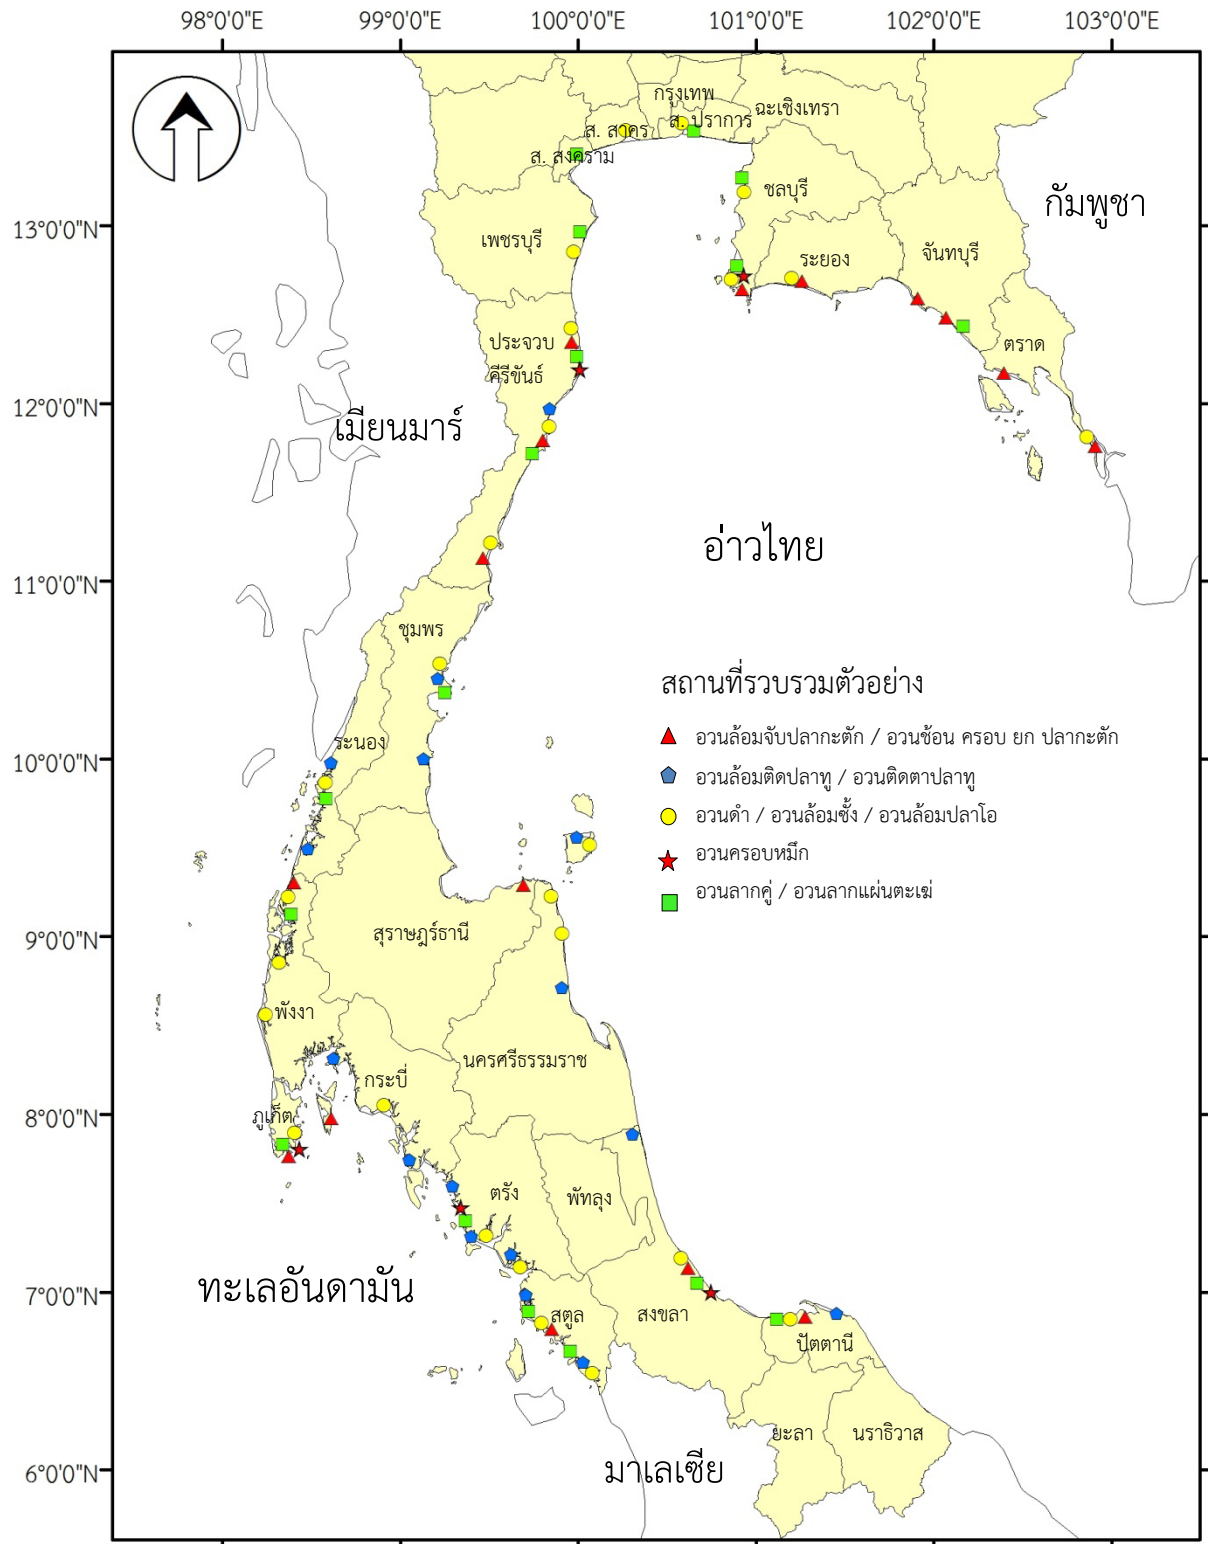 98°0'0"E 99°0'0"E 100°0'0"E 101°0'0"E 102°0'0"E 103°0'0"E
กรุงเทพ
ฉะเชิงเทรา
ส. ปราการ
ส. สาคร
ส. สงคราม
ชลบุรี
กัมพูชา
13°0'0"N
เพชรบุรี
ระยอง
จันทบุรี
ประจวบ
คีรีขันธ์
ตราด
12°0'0"N
เมียนมาร์
อ่าวไทย
11°0'0"N
ชุมพร
สถานที่รวบรวมตัวอย่าง
อวนล้อมจับปลากะตัก / อวนช้อน ครอบ ยก ปลากะตัก
อวนล้อมติดปลาทู / อวนติดตาปลาทู
อวนดำ / อวนล้อมซั้ง / อวนล้อมปลาโอ
อวนครอบหมึก
อวนลากคู่ / อวนลากแผ่นตะเฆ่
ระนอง
10°0'0"N
สุราษฎร์ธานี
9°0'0"N
พังงา
นครศรีธรรมราช
กระบี่
ภูเก็ต
8°0'0"N
ตรัง
พัทลุง
ทะเลอันดามัน
7°0'0"N
สตูล
สงขลา
ปัตตานี
ยะลา
นราธิวาส
มาเลเซีย
6°0'0"N